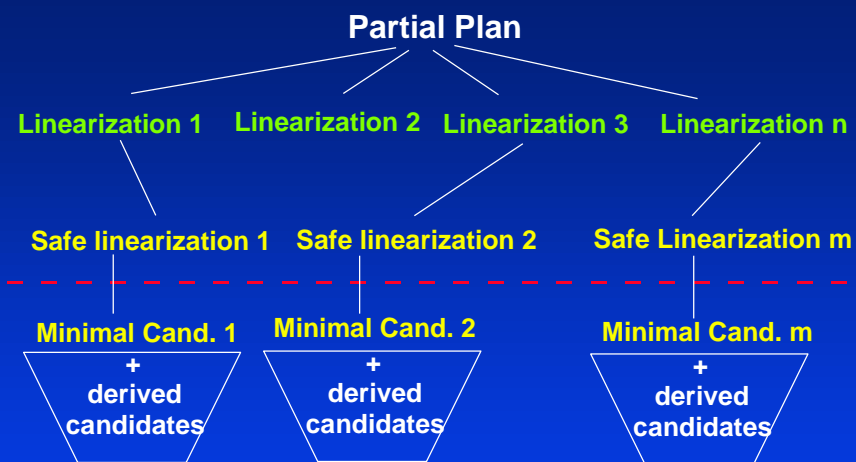 Partial Plan
Linearization 1 Linearization 2 Linearization 3 Linearization n
Safe linearization 1 Safe linearization 2 Safe Linearization m
Minimal Cand. 1 Minimal Cand. 2 Minimal Cand. m
+
derived
candidates
+
derived
candidates
+
derived
candidates